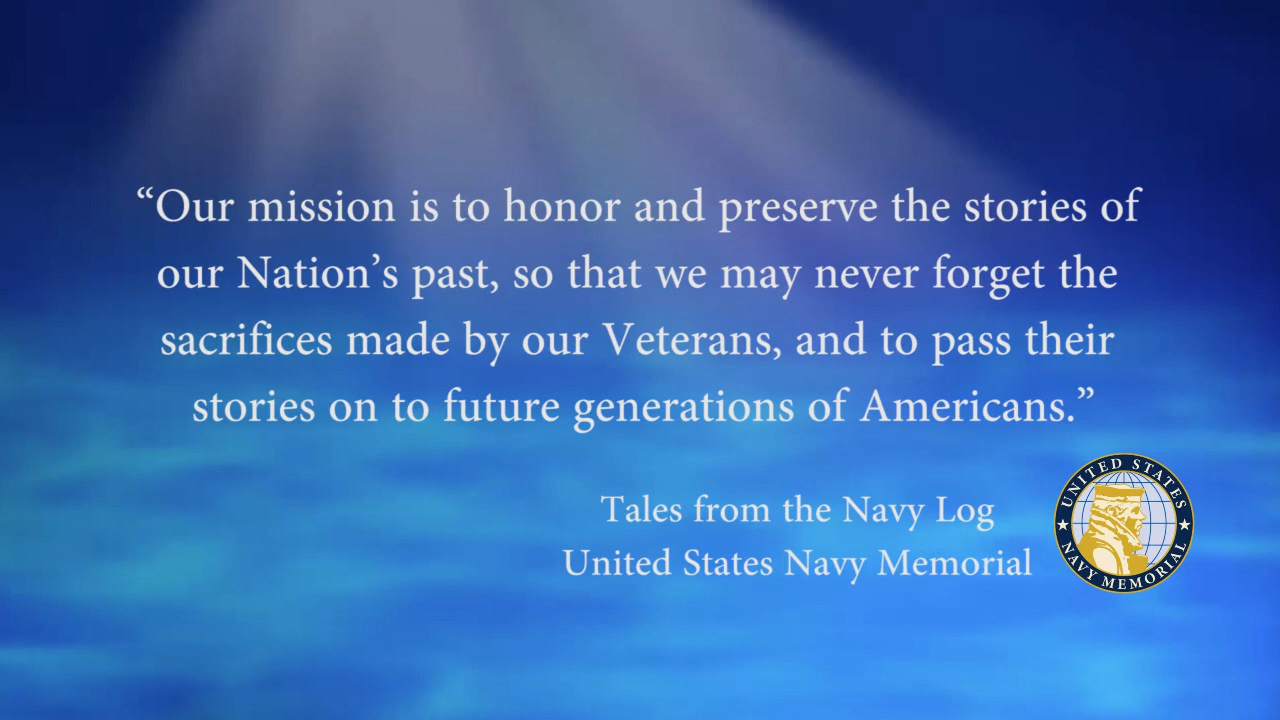 “Our mission is to honor and preserve the stories of
our Nation’s past, so that we may never forget the
sacrifices made by our Veterans, and to pass their
stories on to future generations of Americans.”
Tales from the Navy Log
United States Navy Memorial
UNITED STATES
NAVY MEMORIAL